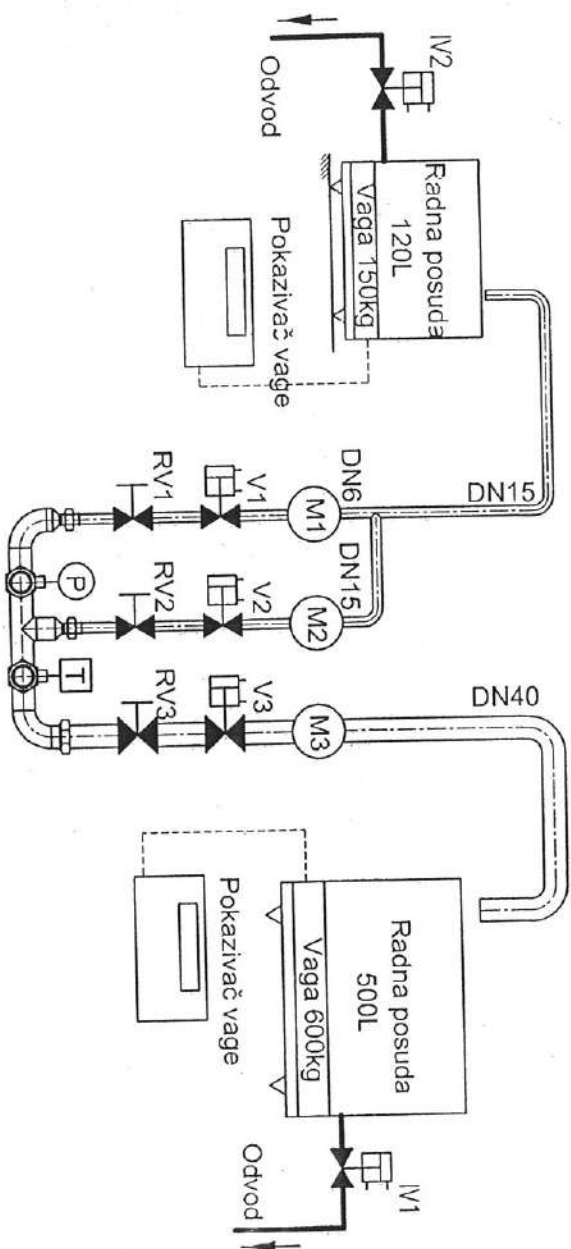 IV2
Odvod
Radna posuda
120L
Vaga 150kg
Pokazivač vage
DN15
DN6
DN15
M1
V1
RV1
M2
V2
RV2
P
T
DN40
M3
V3
RV3
Radna posuda
500L
Vaga 600kg
Pokazivač vage
IV1
Odvod